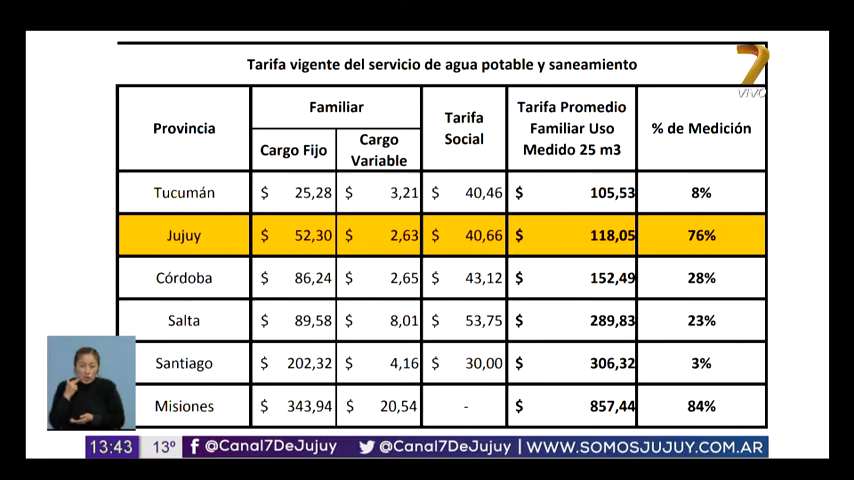 Tarifa vigente del servicio de agua potable y saneamiento
7
VIVO
Provincia
Familiar
Cargo Fijo
Cargo
Variable
Tarifa
Social
Tarifa Promedio
Familiar Uso
Medido 25 m3
% de Medición
Tucumán $ 25,28 $ 3,21 $ 40,46 $ 105,53 8%
Jujuy $ 52,30 $ 2,63 $ 40,66 $ 118,05 76%
Córdoba $ 86,24 $ 2,65 $ 43,12 $ 152,49 28%
Salta $ 89,58 $ 8,01 $ 53,75 $ 289,83 23%
Santiago $ 202,32 $ 4,16 $ 30,00 $ 306,32 3%
Misiones $ 343,94 $ 20,54 - $ 857,44 84%
13:43 13º f @Canal7DeJujuy @Canal7DeJujuy | WWW.SOMOSJUJUY.COM.AR